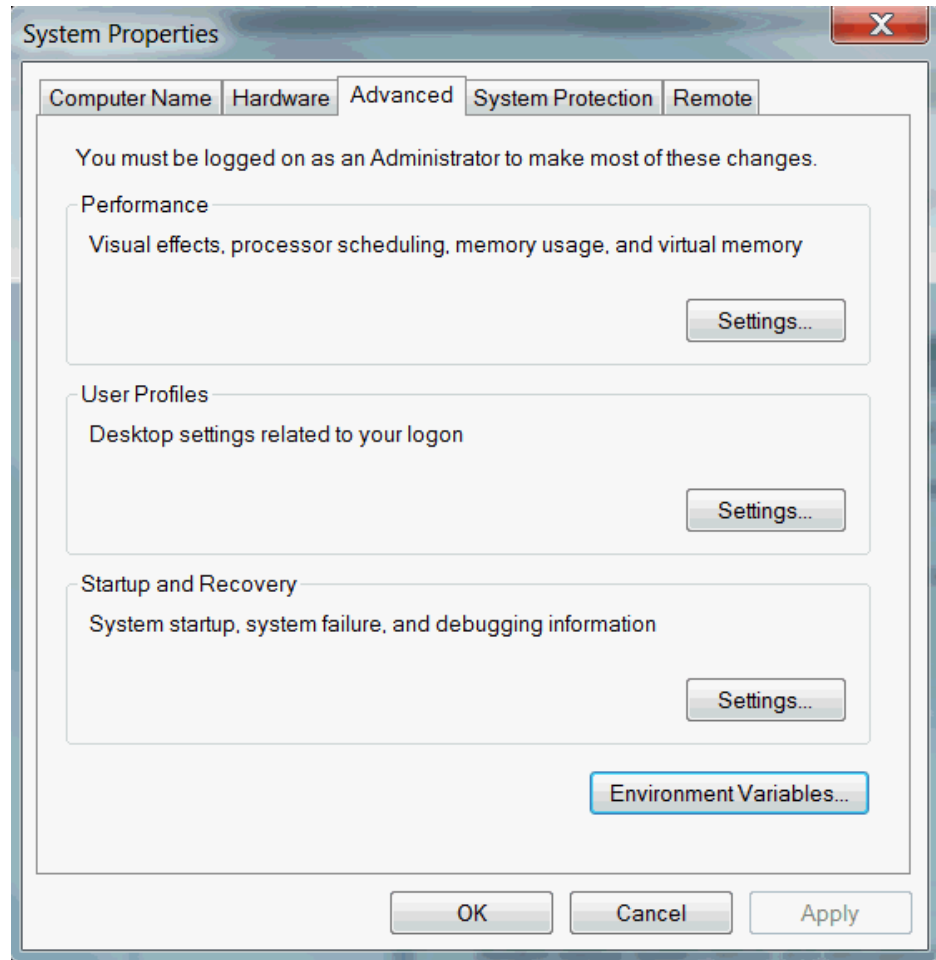 System Properties
Computer Name
Hardware
Advanced
System Protection
Remote
You must be logged on as an Administrator to make most of these changes.
Performance
Visual effects, processor scheduling, memory usage, and virtual memory
Settings...
User Profiles
Desktop settings related to your logon
Settings...
Startup and Recovery
System startup, system failure, and debugging information
Settings...
Environment Variables...
OK
Cancel
Apply